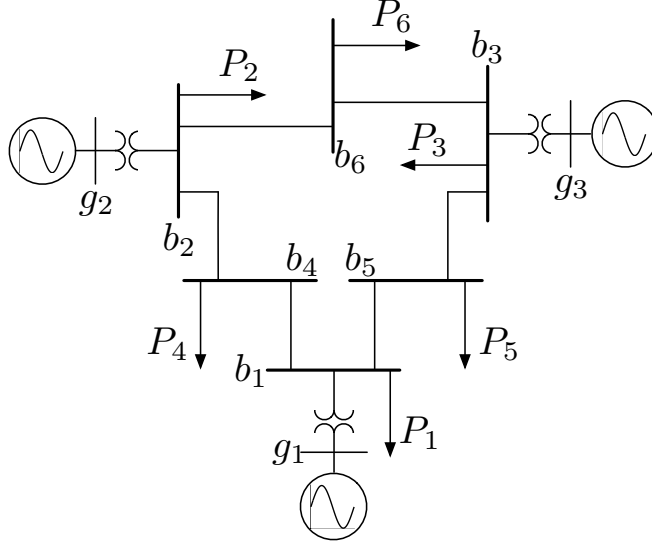 P₆
b₃
P₂
P₃
b₆
g₂
g₃
b₂
b₄
b₅
P₄
P₅
b₁
P₁
g₁